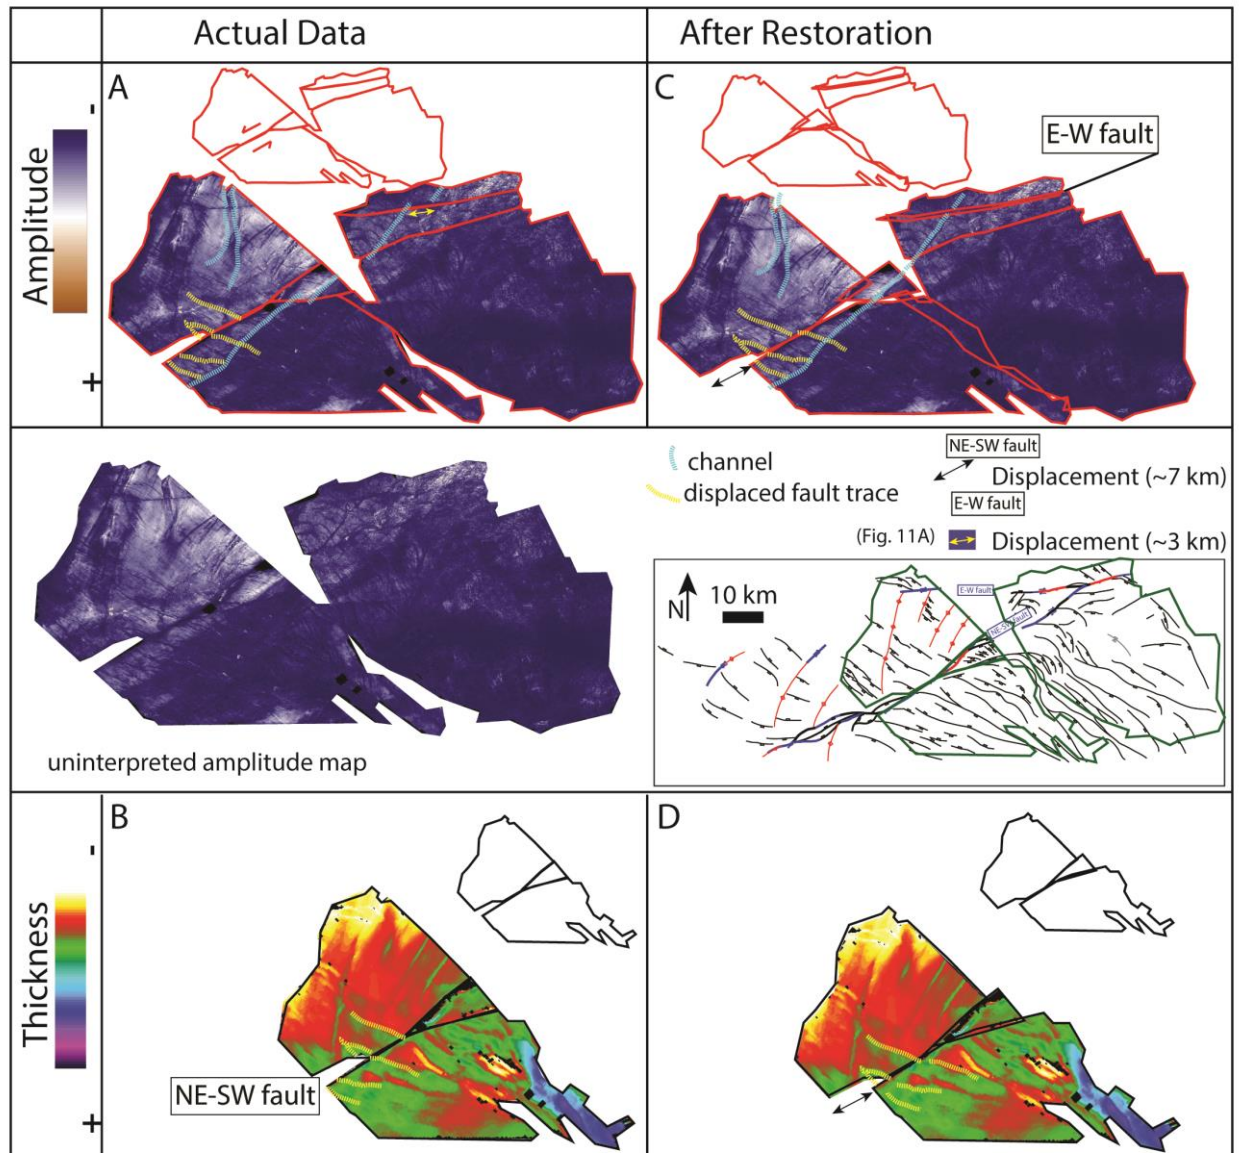 Actual Data
After Restoration
A
C
-
Amplitude
+
E-W fault
uninterpreted amplitude map
channel
displaced fault trace
NE-SW fault
Displacement (~7 km)
E-W fault
(Fig. 11A)
Displacement (~3 km)
N
10 km
E-W fault
NE-SW fault
B
D
-
Thickness
+
NE-SW fault